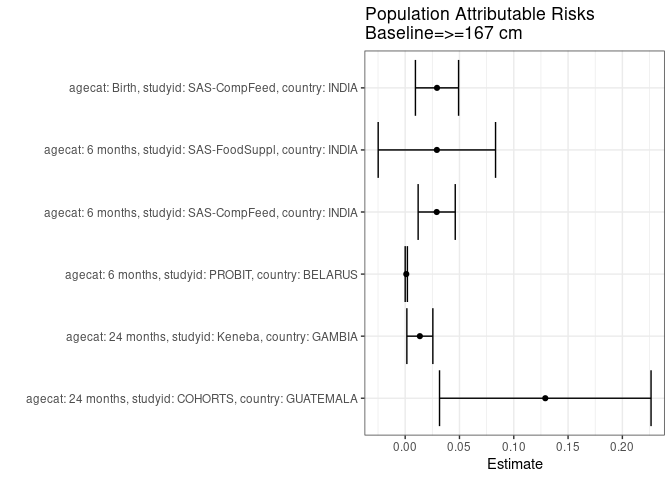 Population Attributable Risks
Baseline=>=167 cm
agecat: Birth, studyid: SAS-CompFeed, country: INDIA
agecat: 6 months, studyid: SAS-FoodSuppl, country: INDIA
agecat: 6 months, studyid: SAS-CompFeed, country: INDIA
agecat: 6 months, studyid: PROBIT, country: BELARUS
agecat: 24 months, studyid: Keneba, country: GAMBIA
agecat: 24 months, studyid: COHORTS, country: GUATEMALA
0.00 0.05 0.10 0.15 0.20
Estimate